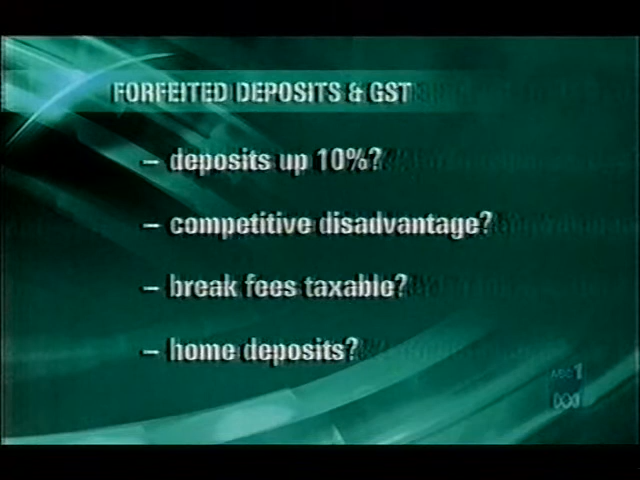 FORFEITED DEPOSITS & GST
– deposits up 10%?
– competitive disadvantage?
– break fees taxable?
– home deposits?
ABC 1